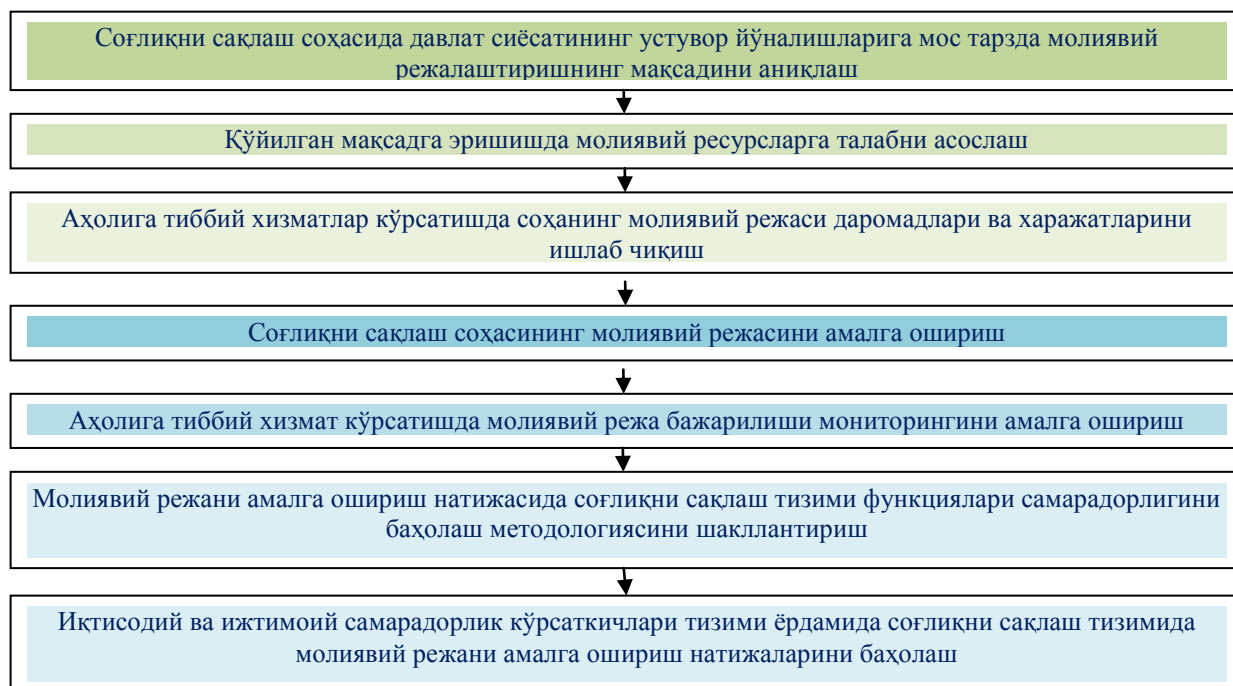 Соғлиқни сақлаш соҳасида давлат сиёсатининг устувор йўналишларига мос тарзда молиявий
режалаштиришнинг мақсадини аниқлаш
Қўйилган мақсадга эришишда молиявий ресурсларга талабни асослаш
Аҳолига тиббий хизматлар кўрсатишда соҳанинг молиявий режаси даромадлари ва харажатларини
ишлаб чиқиш
Соғлиқни сақлаш соҳасининг молиявий режасини амалга ошириш
Аҳолига тиббий хизмат кўрсатишда молиявий режа бажарилиши мониторингини амалга ошириш
Молиявий режани амалга ошириш натижасида соғлиқни сақлаш тизими функциялари самарадорлигини
баҳолаш методологиясини шакллантириш
Иқтисодий ва ижтимоий самарадорлик кўрсаткичлари тизими ёрдамида соғлиқни сақлаш тизимида
молиявий режани амалга ошириш натижаларини баҳолаш